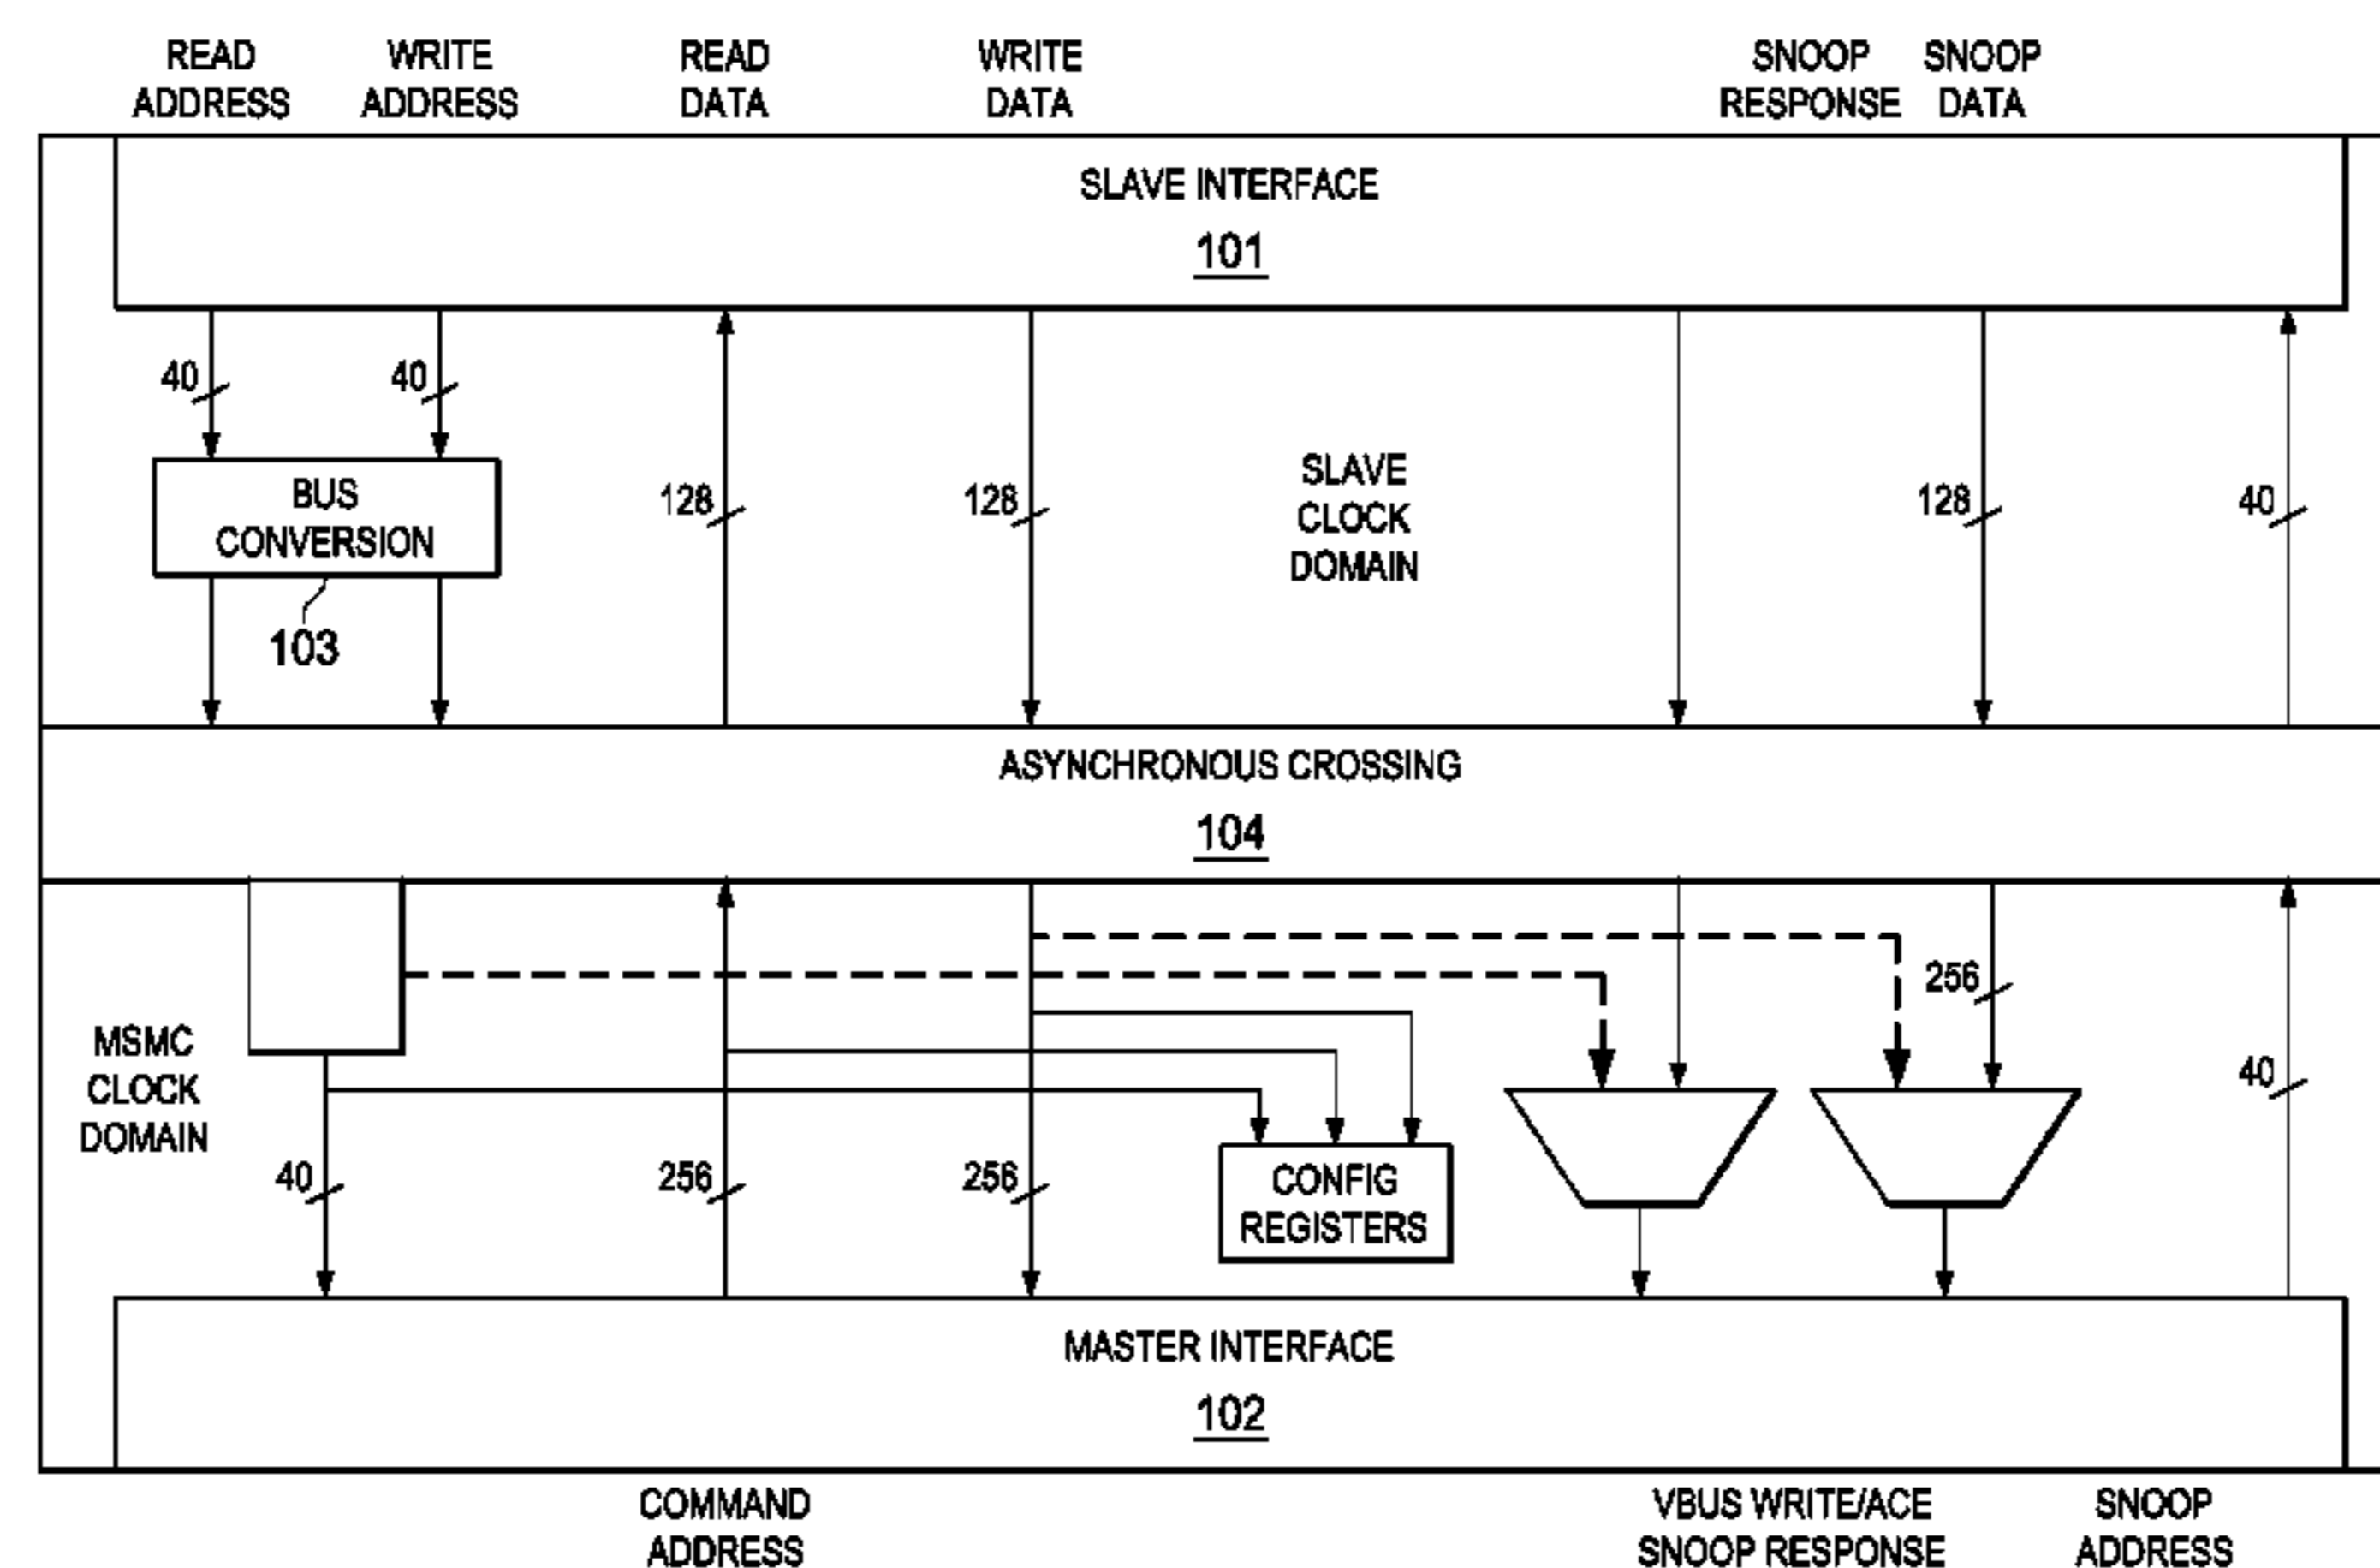 READ
ADDRESS
WRITE
ADDRESS
READ
DATA
WRITE
DATA
SNOOP
RESPONSE
SNOOP
DATA
SLAVE INTERFACE
101
40
40
BUS
CONVERSION
103
128
128
SLAVE
CLOCK
DOMAIN
128
40
ASYNCHRONOUS CROSSING
104
MSMC
CLOCK
DOMAIN
256
40
40
256
256
CONFIG
REGISTERS
MASTER INTERFACE
102
COMMAND
ADDRESS
VBUS WRITE/ACE
SNOOP RESPONSE
SNOOP
ADDRESS